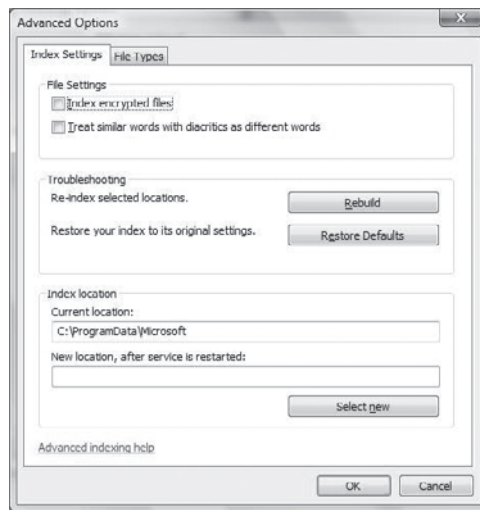 Advanced Options
Index Settings File Types
File Settings
Index encrypted files
Treat similar words with diacritics as different words
Troubleshooting
Re-index selected locations. Rebuild
Restore your index to its original settings. Restore Defaults
Index location
Current location:
C:\ProgramData\Microsoft
New location, after service is restarted:
Select new
Advanced indexing help
OK Cancel